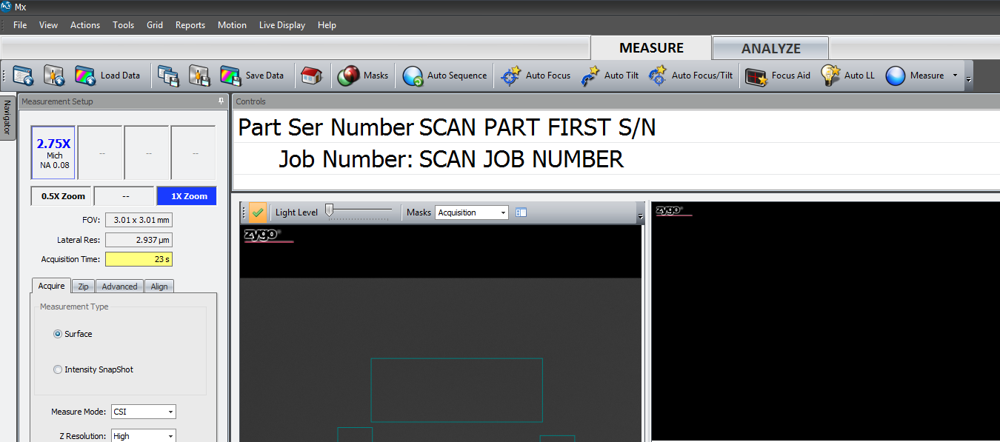 Mx
File View Actions Tools Grid Reports Motion Live Display Help
MEASURE ANALYZE
Load Data Save Data Masks Auto Sequence Auto Focus Auto Tilt Auto Focus/Tilt Focus Aid Auto LL Measure
Navigator
Measurement Setup
Controls
2.75X
Mich
NA 0.08
-- -- --
0.5X Zoom -- 1X Zoom
FOV: 3.01 x 3.01 mm
Lateral Res: 2.937 µm
Acquisition Time: 23 s
Acquire Zip Advanced Align
Measurement Type
Surface
Intensity SnapShot
Measure Mode: CSI
Z Resolution: High
Part Ser Number SCAN PART FIRST S/N
Job Number: SCAN JOB NUMBER
Light Level Masks Acquisition
zygo®
zygo®